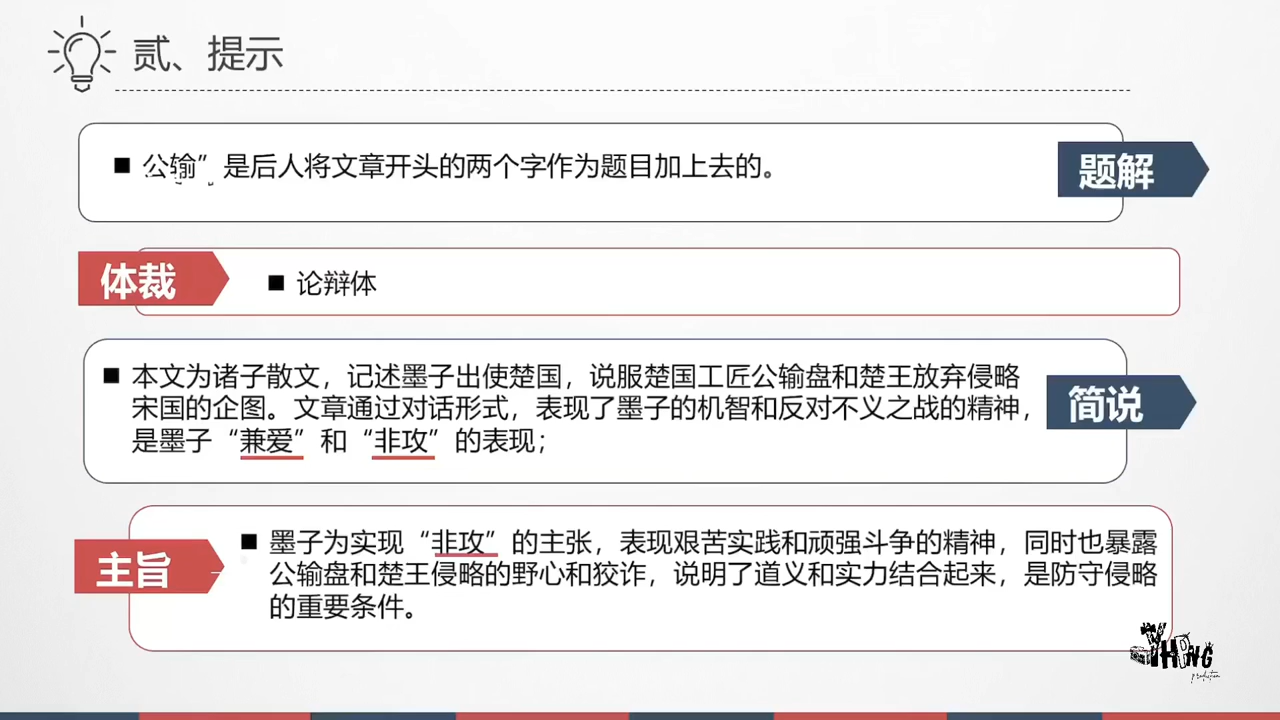 贰、提示
■ 公输” 是后人将文章开头的两个字作为题目加上去的。
题解
体裁
■ 论辩体
■ 本文为诸子散文，记述墨子出使楚国，说服楚国工匠公输盘和楚王放弃侵略
宋国的企图。文章通过对话形式，表现了墨子的机智和反对不义之战的精神，
是墨子“兼爱”和“非攻”的表现；
简说
主旨
■ 墨子为实现“非攻”的主张，表现艰苦实践和顽强斗争的精神，同时也暴露
公输盘和楚王侵略的野心和狡诈，说明了道义和实力结合起来，是防守侵略
的重要条件。
YHPNG
production